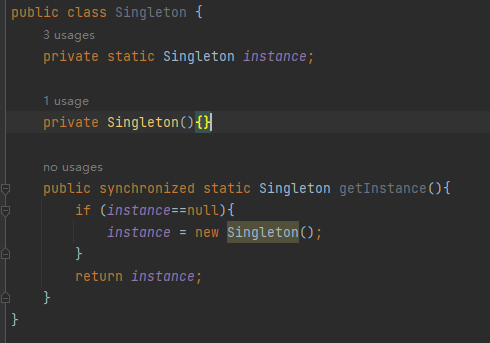 public class Singleton {
3 usages
private static Singleton instance;
1 usage
private Singleton(){}
no usages
public synchronized static Singleton getInstance(){
if (instance==null){
instance = new Singleton();
}
return instance;
}
}